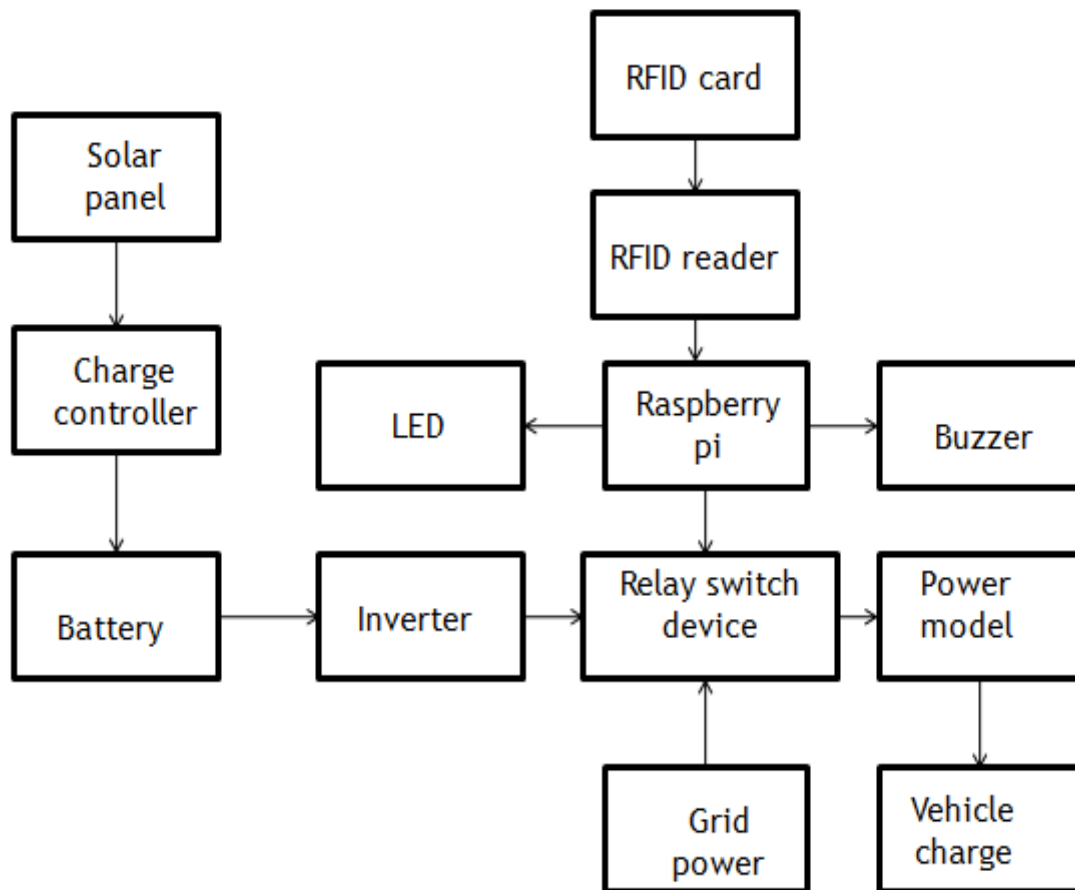 RFID card
Solar
panel
RFID reader
Charge
controller
LED
Raspberry
pi
Buzzer
Battery
Inverter
Relay switch
device
Power
model
Grid
power
Vehicle
charge